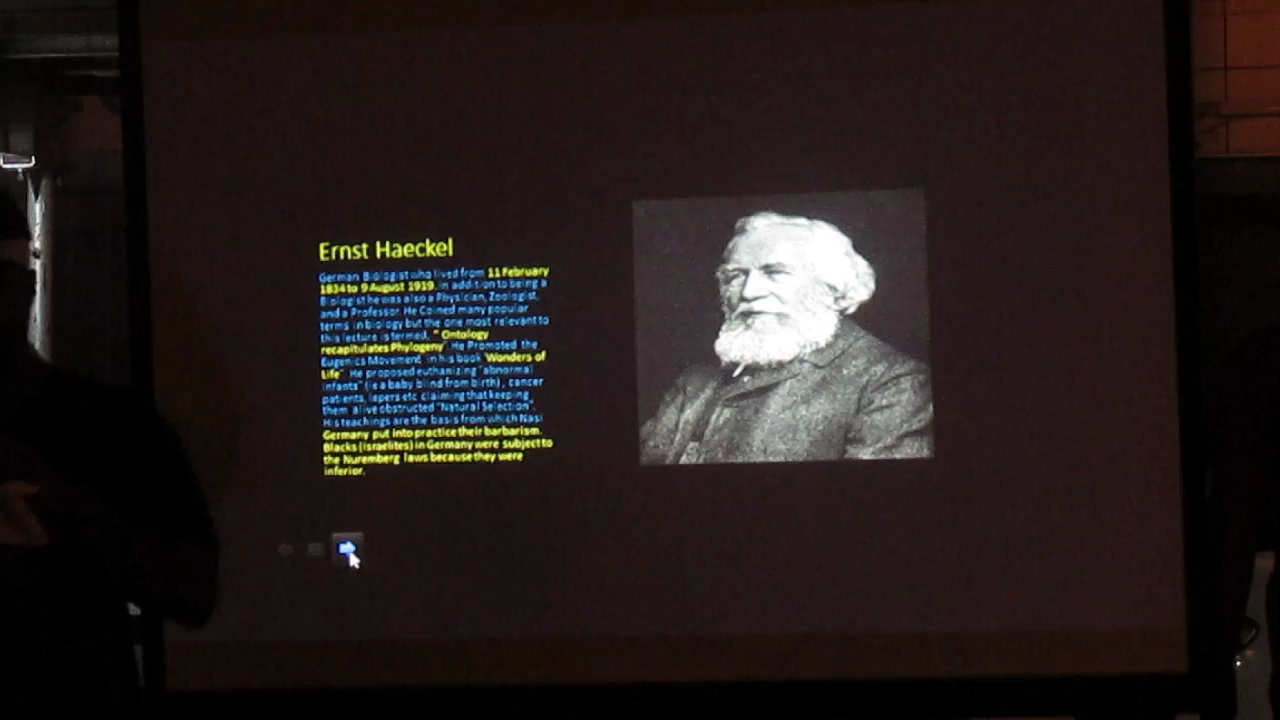 Ernst Haeckel
German Biologist who lived from 11 February
1834 to 9 August 1919. In addition to being a
Biologist he was also a Physician, Zoologist,
and a Professor. He Coined many popular
terms in biology but the one most relevant to
this lecture is termed, " Ontology
recapitulates Phylogeny". He Promoted the
Eugenics Movement. In his book "Wonders of
Life" He proposed euthanizing "abnormal
infants" (ie a baby blind from birth) , cancer
patients, lepers etc claiming that keeping
them alive obstructed "Natural Selection".
His teachings are the basis from which Nasi
Germany put into practice their barbarism.
Blacks (Israelites) in Germany were subject to
the Nuremberg laws because they were
inferior.